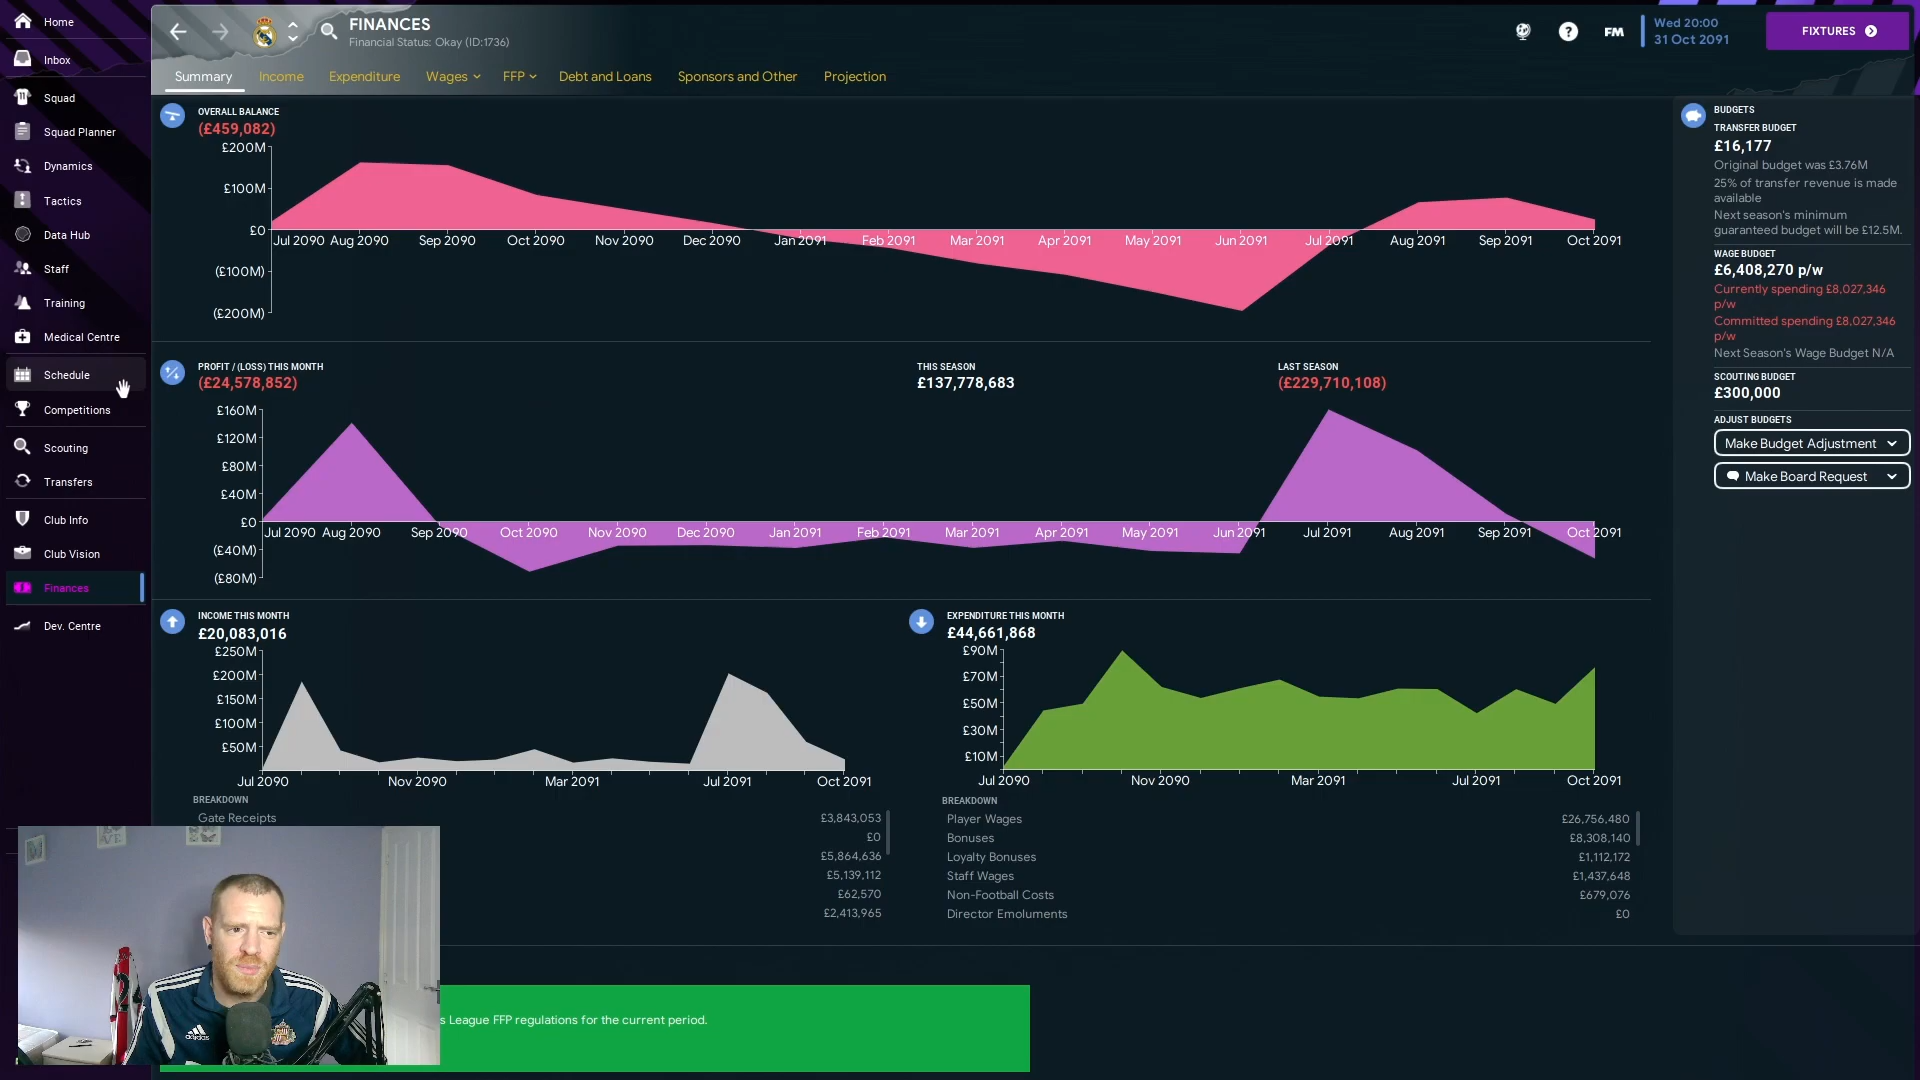 Home
Inbox
Squad
Squad Planner
Dynamics
Tactics
Data Hub
Staff
Training
Medical Centre
Schedule
Competitions
Scouting
Transfers
Club Info
Club Vision
Finances
Dev. Centre
FINANCES
Financial Status: Okay (ID:1736)
FM
Wed 20:00
31 Oct 2091
FIXTURES
Summary Income Expenditure Wages FFP Debt and Loans Sponsors and Other Projection
OVERALL BALANCE
(£459,082)
£200M
£100M
£0
(£100M)
(£200M)
Jul 2090 Aug 2090 Sep 2090 Oct 2090 Nov 2090 Dec 2090 Jan 2091 Feb 2091 Mar 2091 Apr 2091 May 2091 Jun 2091 Jul 2091 Aug 2091 Sep 2091 Oct 2091
PROFIT / (LOSS) THIS MONTH
(£24,578,852)
THIS SEASON
£137,778,683
LAST SEASON
(£229,710,108)
£160M
£120M
£80M
£40M
£0
(£40M)
(£80M)
Jul 2090 Aug 2090 Sep 2090 Oct 2090 Nov 2090 Dec 2090 Jan 2091 Feb 2091 Mar 2091 Apr 2091 May 2091 Jun 2091 Jul 2091 Aug 2091 Sep 2091 Oct 2091
INCOME THIS MONTH
£20,083,016
£250M
£200M
£150M
£100M
£50M
Jul 2090 Nov 2090 Mar 2091 Jul 2091 Oct 2091
BREAKDOWN
Gate Receipts £3,843,053
£0
£5,864,636
£5,139,112
£62,570
£2,413,965
EXPENDITURE THIS MONTH
£44,661,868
£90M
£70M
£50M
£30M
£10M
Jul 2090 Nov 2090 Mar 2091 Jul 2091 Oct 2091
BREAKDOWN
Player Wages £26,756,480
Bonuses £8,308,140
Loyalty Bonuses £1,112,172
Staff Wages £1,437,648
Non-Football Costs £679,076
Director Emoluments £0
s League FFP regulations for the current period.
adidas
BUDGETS
TRANSFER BUDGET
£16,177
Original budget was £3.76M
25% of transfer revenue is made
available
Next season's minimum
guaranteed budget will be £12.5M.
WAGE BUDGET
£6,408,270 p/w
Currently spending £8,027,346
p/w
Committed spending £8,027,346
p/w
Next Season's Wage Budget N/A
SCOUTING BUDGET
£300,000
ADJUST BUDGETS
Make Budget Adjustment
Make Board Request